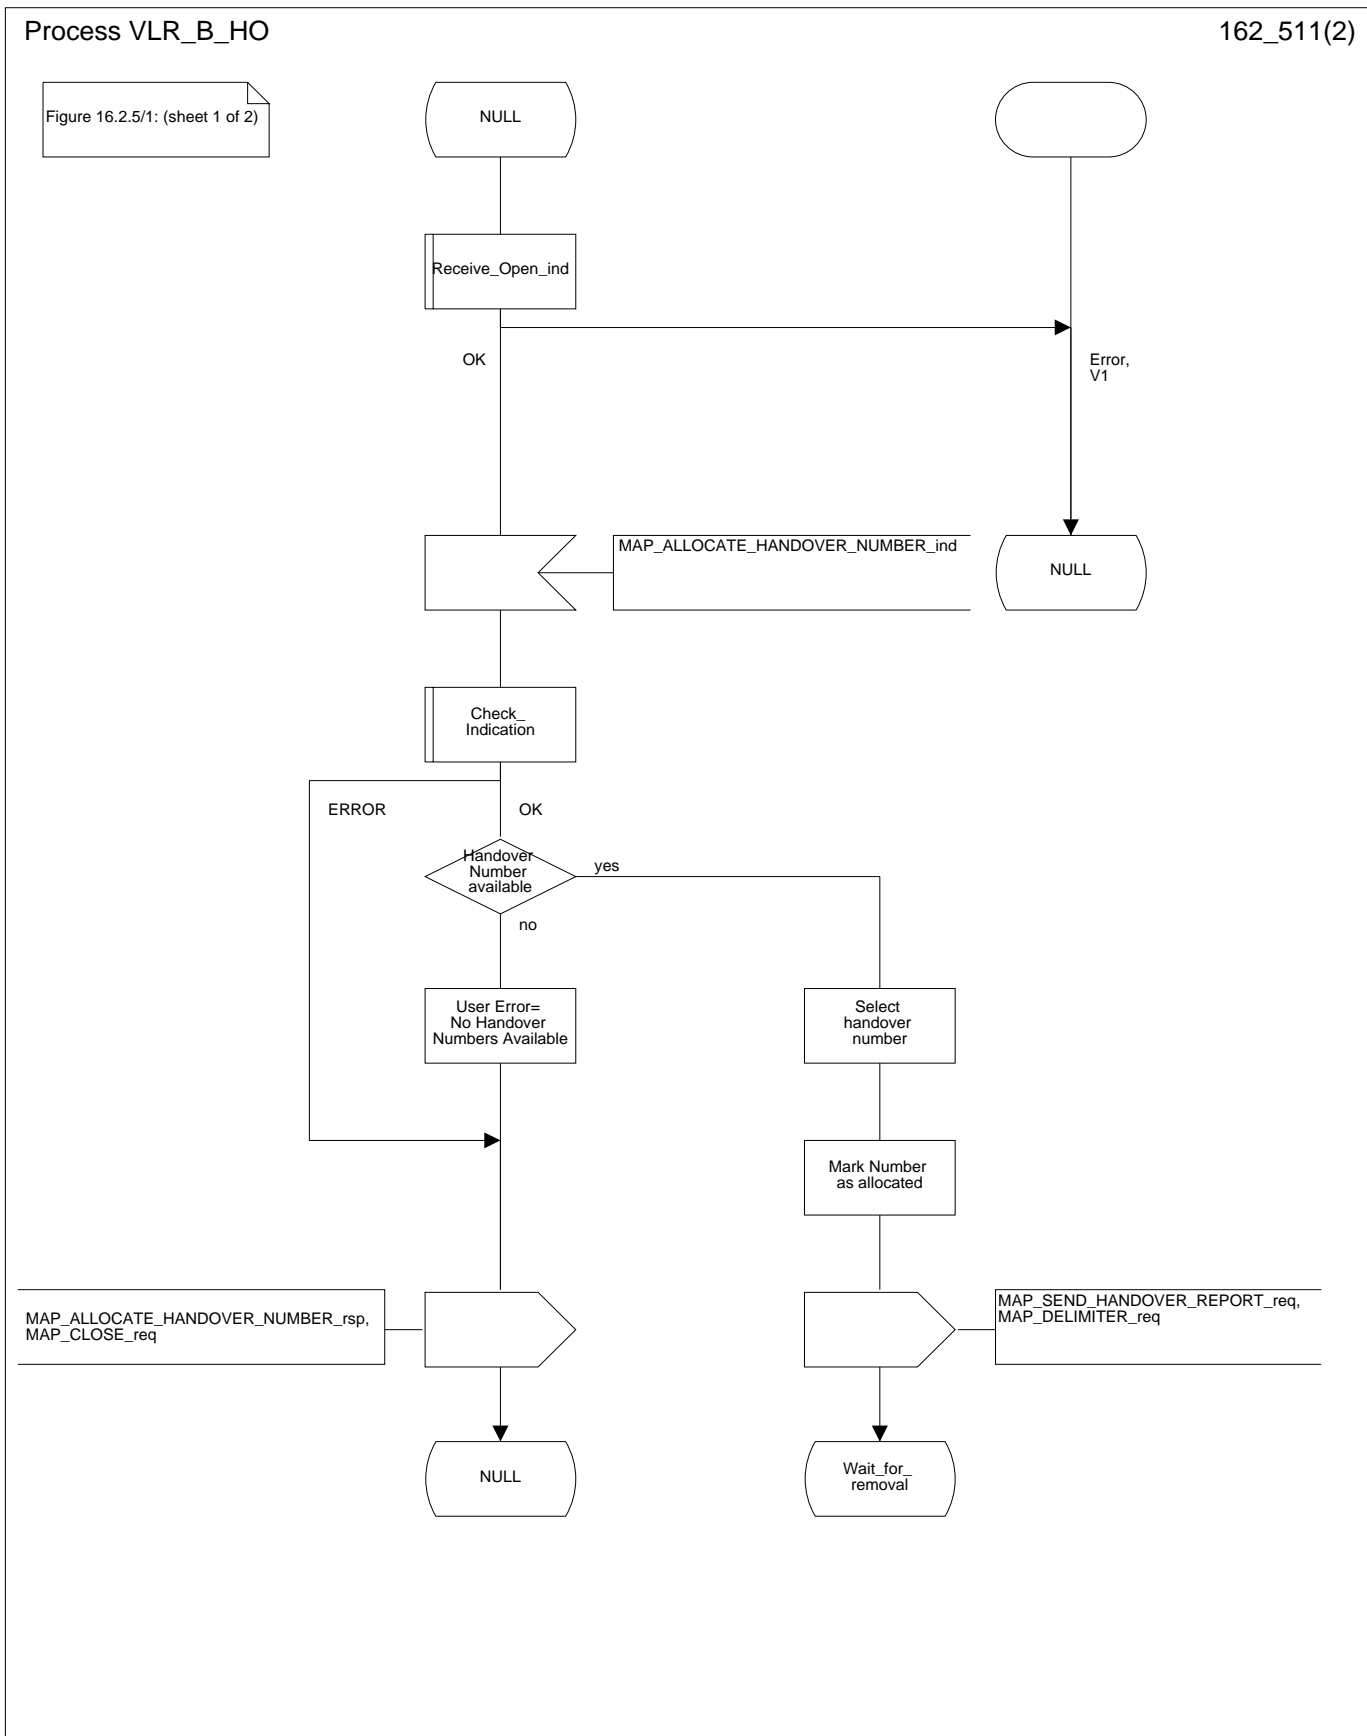 Process VLR_B_HO
162_511(2)
Figure 16.2.5/1: (sheet 1 of 2)
NULL
Receive_Open_ind
OK
Error,
V1
MAP_ALLOCATE_HANDOVER_NUMBER_ind
NULL
Check_
Indication
ERROR
OK
Handover
Number
available
yes
no
User Error=
No Handover
Numbers Available
Select
handover
number
Mark Number
as allocated
MAP_ALLOCATE_HANDOVER_NUMBER_rsp,
MAP_CLOSE_req
MAP_SEND_HANDOVER_REPORT_req,
MAP_DELIMITER_req
NULL
Wait_for_
removal